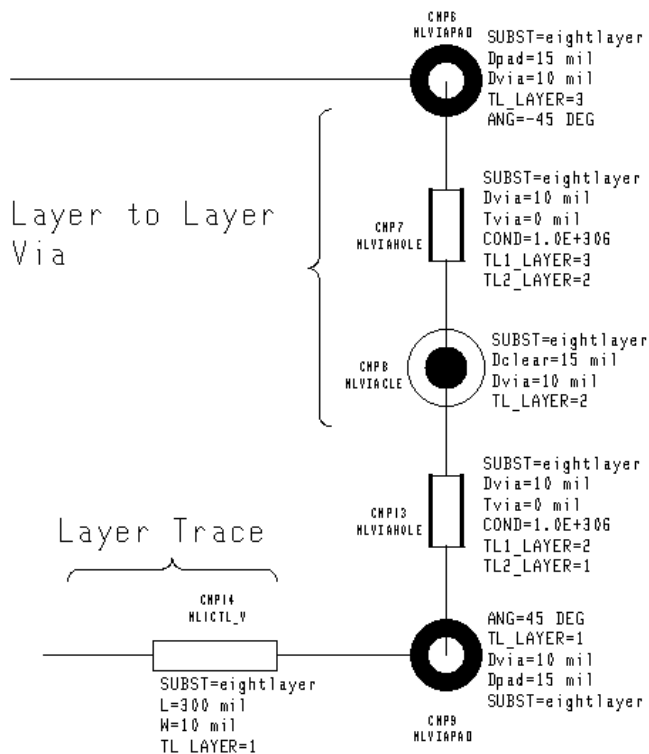 CMP6
MLVIAPAD
SUBST=eightlayer
Dpad=15 mil
Dvia=10 mil
TL_LAYER=3
ANG=-45 DEG
Layer to Layer
Via
CMP7
MLVIAHOLE
SUBST=eightlayer
Dvia=10 mil
Tvia=0 mil
COND=1.0E+306
TL1_LAYER=3
TL2_LAYER=2
CMP8
MLVIACLE
SUBST=eightlayer
Dclear=15 mil
Dvia=10 mil
TL_LAYER=2
CMP13
MLVIAHOLE
SUBST=eightlayer
Dvia=10 mil
Tvia=0 mil
COND=1.0E+306
TL1_LAYER=2
TL2_LAYER=1
Layer Trace
CMP14
MLICTL_V
SUBST=eightlayer
L=300 mil
W=10 mil
TL_LAYER=1
ANG=45 DEG
TL_LAYER=1
Dvia=10 mil
Dpad=15 mil
SUBST=eightlayer
CMP9
MLVIAPAD